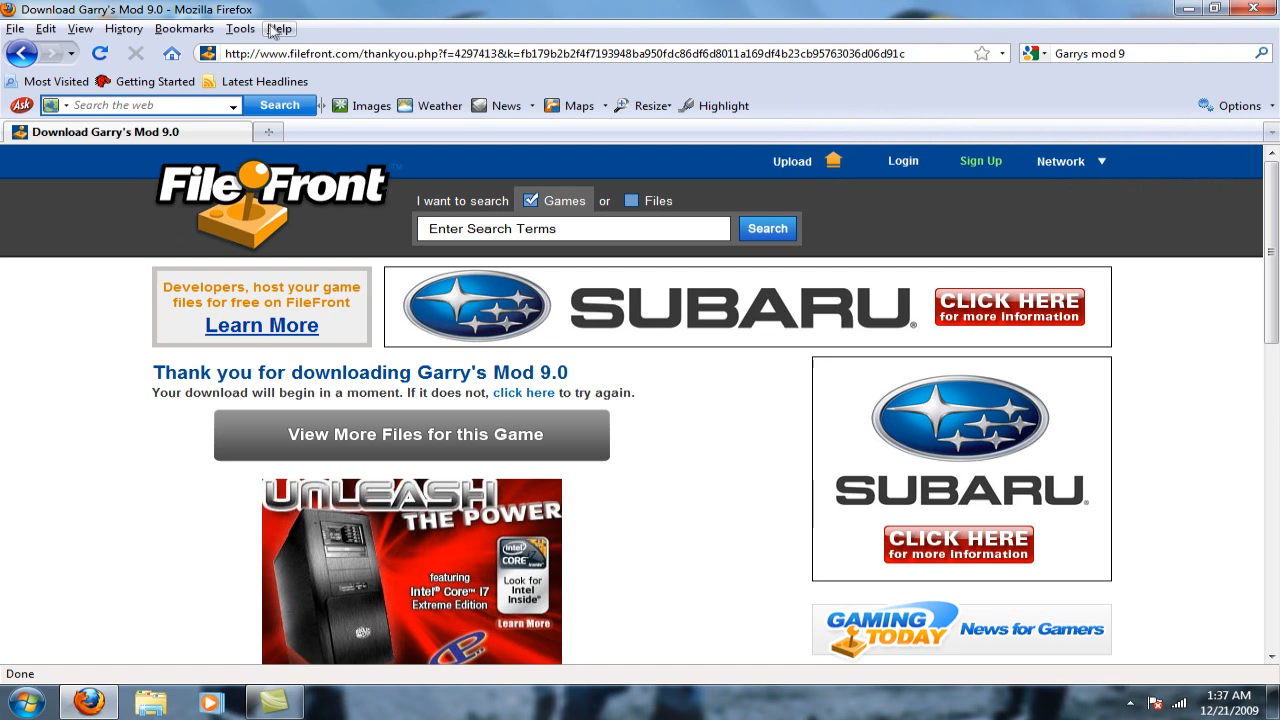 Download Garry's Mod 9.0 - Mozilla Firefox
File Edit View History Bookmarks Tools Help
http://www.filefront.com/thankyou.php?f=4297413&k=fb179b2b2f4f7193948ba950fdc86df6d8011a169df4b23cb95763036d06d91c
Garrys mod 9
Most Visited Getting Started Latest Headlines
Ask Search the web Search Images Weather News Maps Resize Highlight Options
Download Garry's Mod 9.0
Upload Login Sign Up Network
FileFront
I want to search Games or Files
Enter Search Terms Search
Developers, host your game
files for free on FileFront
Learn More
SUBARU
CLICK HERE
for more information
Thank you for downloading Garry's Mod 9.0
Your download will begin in a moment. If it does not, click here to try again.
View More Files for this Game
UNLEASH
THE POWER
featuring
Intel® Core™ i7
Extreme Edition
intel
CORE i7
Look for
Intel
Inside®
Learn More
SUBARU
CLICK HERE
for more information
GAMING
TODAY
News for Gamers
Done
1:37 AM
12/21/2009